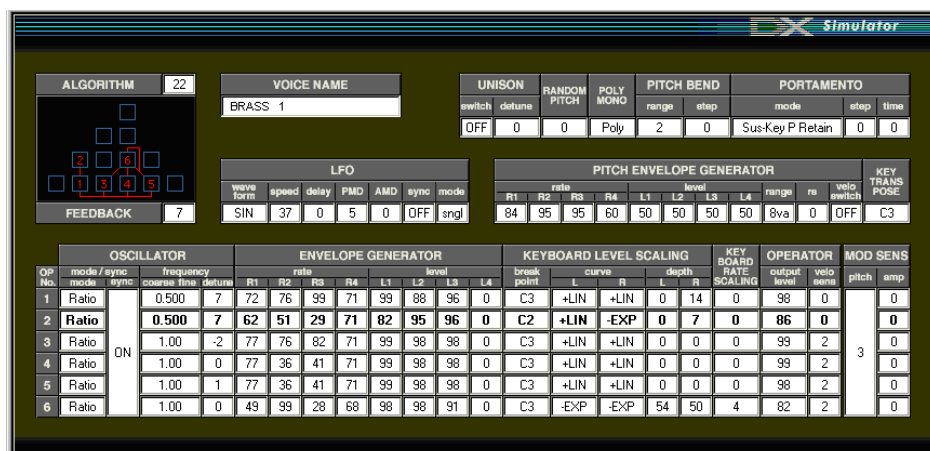 DX Simulator
ALGORITHM 22 VOICE NAME UNISON RANDOM PITCH POLY MONO PITCH BEND PORTAMENTO
BRASS 1 switch detune range step mode step time
OFF 0 0 Poly 2 0 Sus-Key P Retain 0 0
2 6
1 3 4 5
LFO PITCH ENVELOPE GENERATOR KEY TRANS POSE
wave form speed delay PMD AMD sync mode rate level range rs velo switch
R1 R2 R3 R4 L1 L2 L3 L4
FEEDBACK 7 SIN 37 0 5 0 OFF sngl 84 95 95 60 50 50 50 50 8va 0 OFF C3
OSCILLATOR ENVELOPE GENERATOR KEYBOARD LEVEL SCALING KEY BOARD RATE SCALING OPERATOR MOD SENS
OP No. mode / sync frequency rate level break point curve depth output level velo sens pitch amp
mode sync coarse fine detune R1 R2 R3 R4 L1 L2 L3 L4 L R L R
1 Ratio 0.500 7 72 76 99 71 99 88 96 0 C3 +LIN +LIN 0 14 0 98 0 0
2 Ratio 0.500 7 62 51 29 71 82 95 96 0 C2 +LIN -EXP 0 7 0 86 0 0
3 Ratio 1.00 -2 77 76 82 71 99 98 98 0 C3 +LIN +LIN 0 0 0 99 2 0
ON 3
4 Ratio 1.00 0 77 36 41 71 99 98 98 0 C3 +LIN +LIN 0 0 0 99 2 0
5 Ratio 1.00 1 77 36 41 71 99 98 98 0 C3 +LIN +LIN 0 0 0 98 2 0
6 Ratio 1.00 0 49 99 28 68 98 98 91 0 C3 -EXP -EXP 54 50 4 82 2 0